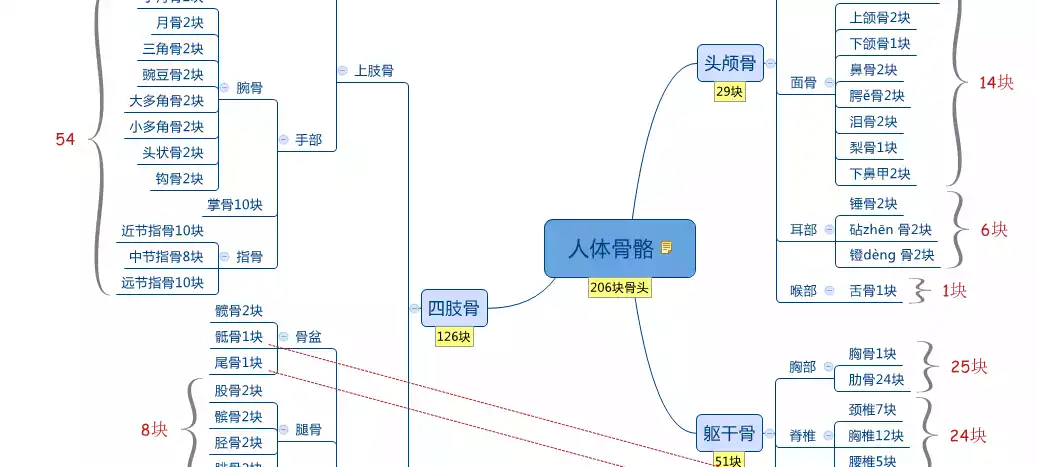 月骨2块
三角骨2块
豌豆骨2块
大多角骨2块
小多角骨2块
头状骨2块
钩骨2块
腕骨
掌骨10块
近节指骨10块
中节指骨8块
远节指骨10块
指骨
手部
上肢骨
54
髋骨2块
骶骨1块
尾骨1块
骨盆
股骨2块
髌骨2块
胫骨2块
腓骨2块
腿骨
8块
四肢骨
126块
人体骨骼
206块骨头
头颅骨
29块
面骨
上颌骨2块
下颌骨1块
鼻骨2块
腭ě骨2块
泪骨2块
梨骨1块
下鼻甲2块
14块
耳部
锤骨2块
砧zhēn 骨2块
镫dèng 骨2块
6块
喉部
舌骨1块
1块
躯干骨
51块
胸部
胸骨1块
肋骨24块
25块
脊椎
颈椎7块
胸椎12块
腰椎5块
24块